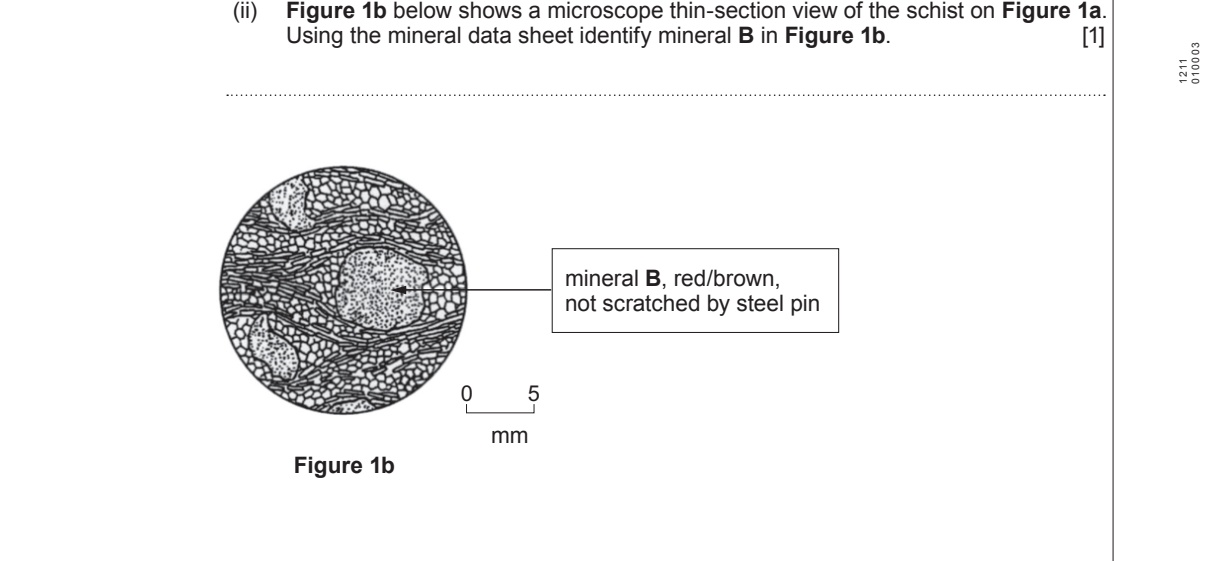 (ii) Figure 1b below shows a microscope thin-section view of the schist on Figure 1a.
Using the mineral data sheet identify mineral B in Figure 1b. [1]
1211
010003
mineral B, red/brown,
not scratched by steel pin
0 5
mm
Figure 1b